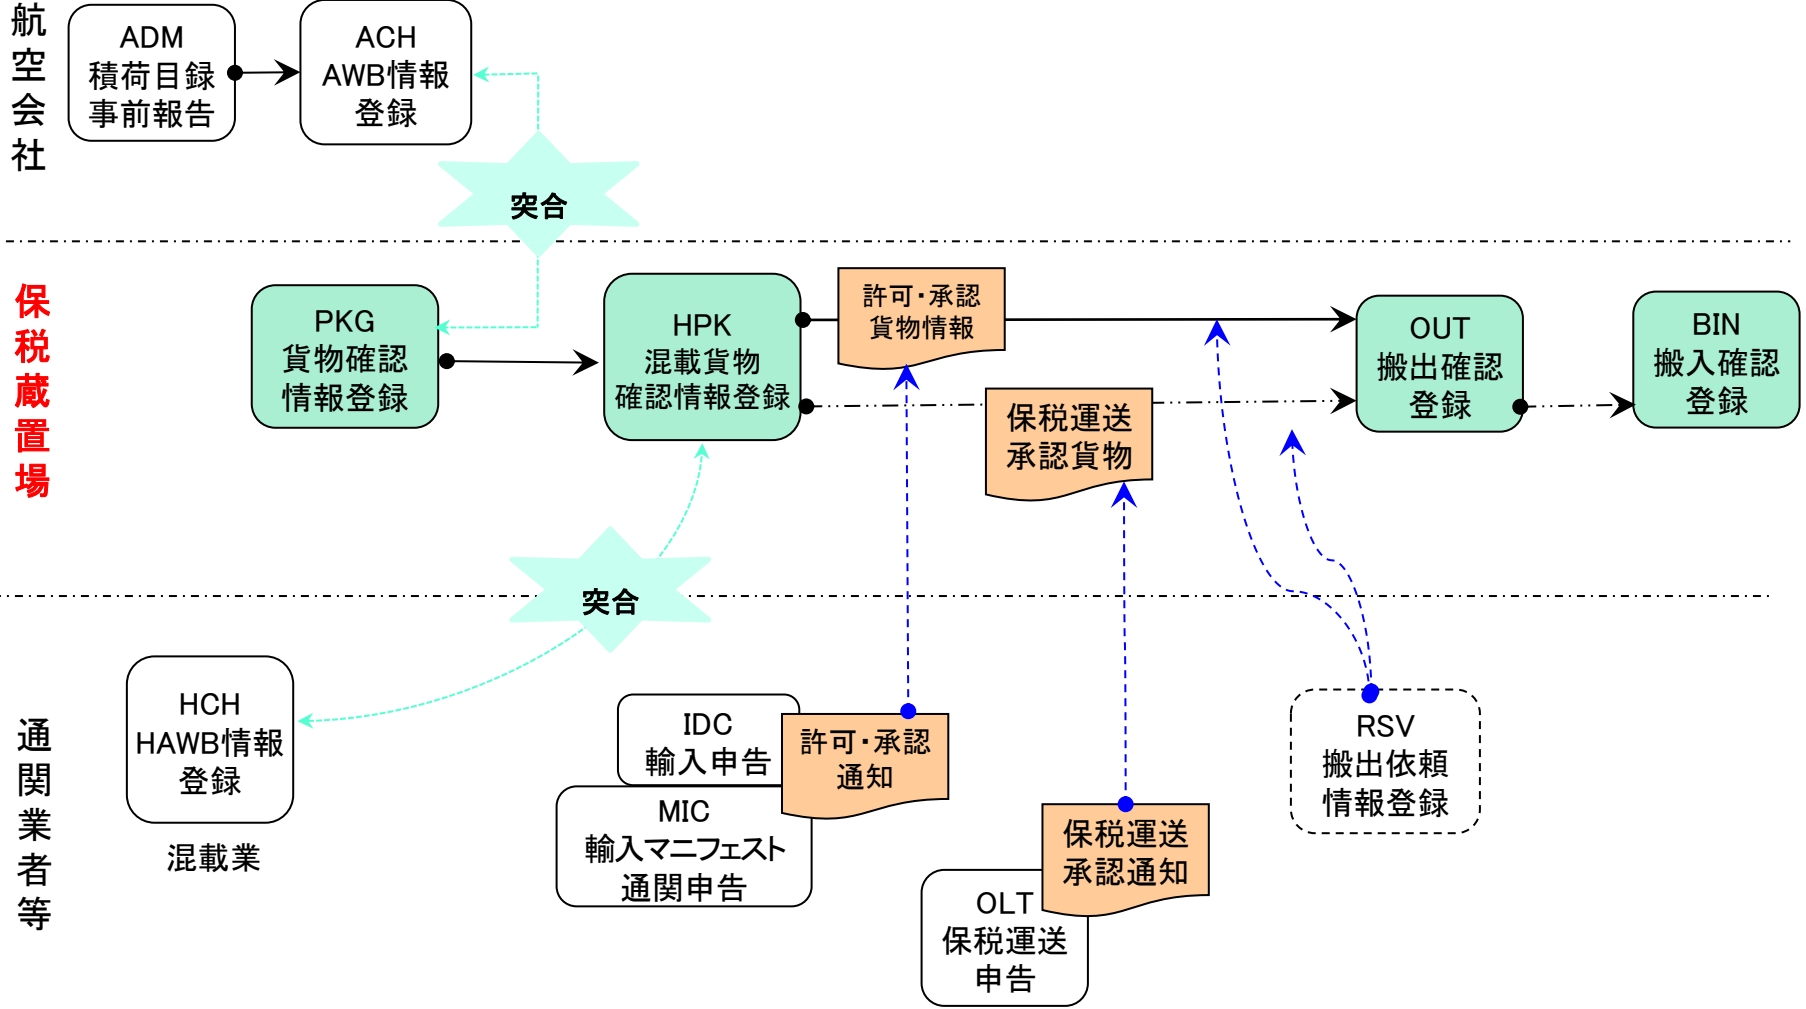 航空会社
ADM
積荷目録
事前報告
ACH
AWB情報
登録
突合
保税蔵置場
PKG
貨物確認
情報登録
HPK
混載貨物
確認情報登録
許可・承認
貨物情報
保税運送
承認貨物
OUT
搬出確認
登録
BIN
搬入確認
登録
突合
通関業者等
HCH
HAWB情報
登録
混載業
IDC
輸入申告
許可・承認
通知
MIC
輸入マニフェスト
通関申告
保税運送
承認通知
OLT
保税運送
申告
RSV
搬出依頼
情報登録